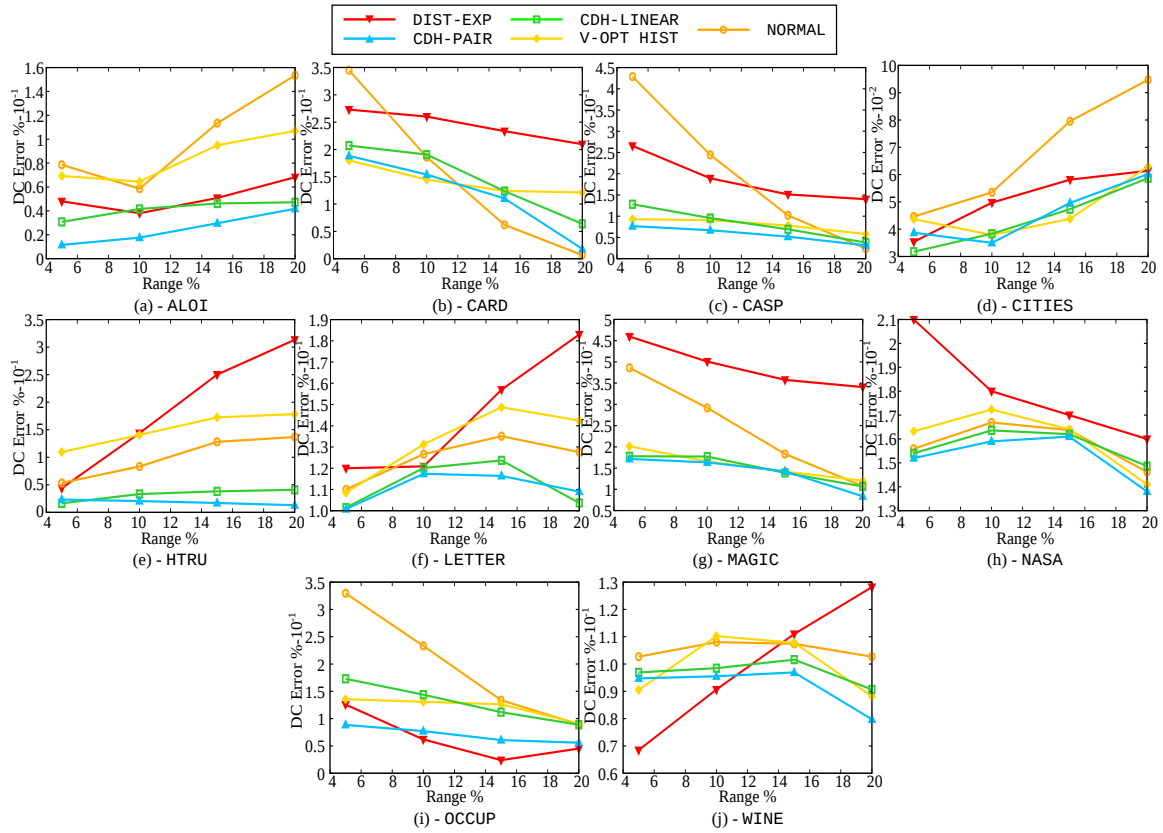 DIST-EXP CDH-LINEAR NORMAL
CDH-PAIR V-OPT HIST
DC Error %-10⁻¹
0 0.2 0.4 0.6 0.8 1 1.2 1.4 1.6
4 6 8 10 12 14 16 18 20
Range %
(a) - ALOI
DC Error %-10⁻¹
0 0.5 1 1.5 2 2.5 3 3.5
4 6 8 10 12 14 16 18 20
Range %
(b) - CARD
DC Error %-10⁻¹
0 0.5 1 1.5 2 2.5 3 3.5 4 4.5
4 6 8 10 12 14 16 18 20
Range %
(c) - CASP
DC Error %-10⁻²
3 4 5 6 7 8 9 10
4 6 8 10 12 14 16 18 20
Range %
(d) - CITIES
DC Error %-10⁻¹
0 0.5 1 1.5 2 2.5 3 3.5
4 6 8 10 12 14 16 18 20
Range %
(e) - HTRU
DC Error %-10⁻¹
1.0 1.1 1.2 1.3 1.4 1.5 1.6 1.7 1.8 1.9
4 6 8 10 12 14 16 18 20
Range %
(f) - LETTER
DC Error %-10⁻¹
0.5 1 1.5 2 2.5 3 3.5 4 4.5 5
4 6 8 10 12 14 16 18 20
Range %
(g) - MAGIC
DC Error %-10⁻¹
1.3 1.4 1.5 1.6 1.7 1.8 1.9 2.0 2.1
4 6 8 10 12 14 16 18 20
Range %
(h) - NASA
DC Error %-10⁻¹
0 0.5 1 1.5 2 2.5 3 3.5
4 6 8 10 12 14 16 18 20
Range %
(i) - OCCUP
DC Error %-10⁻¹
0.6 0.7 0.8 0.9 1.0 1.1 1.2 1.3
4 6 8 10 12 14 16 18 20
Range %
(j) - WINE